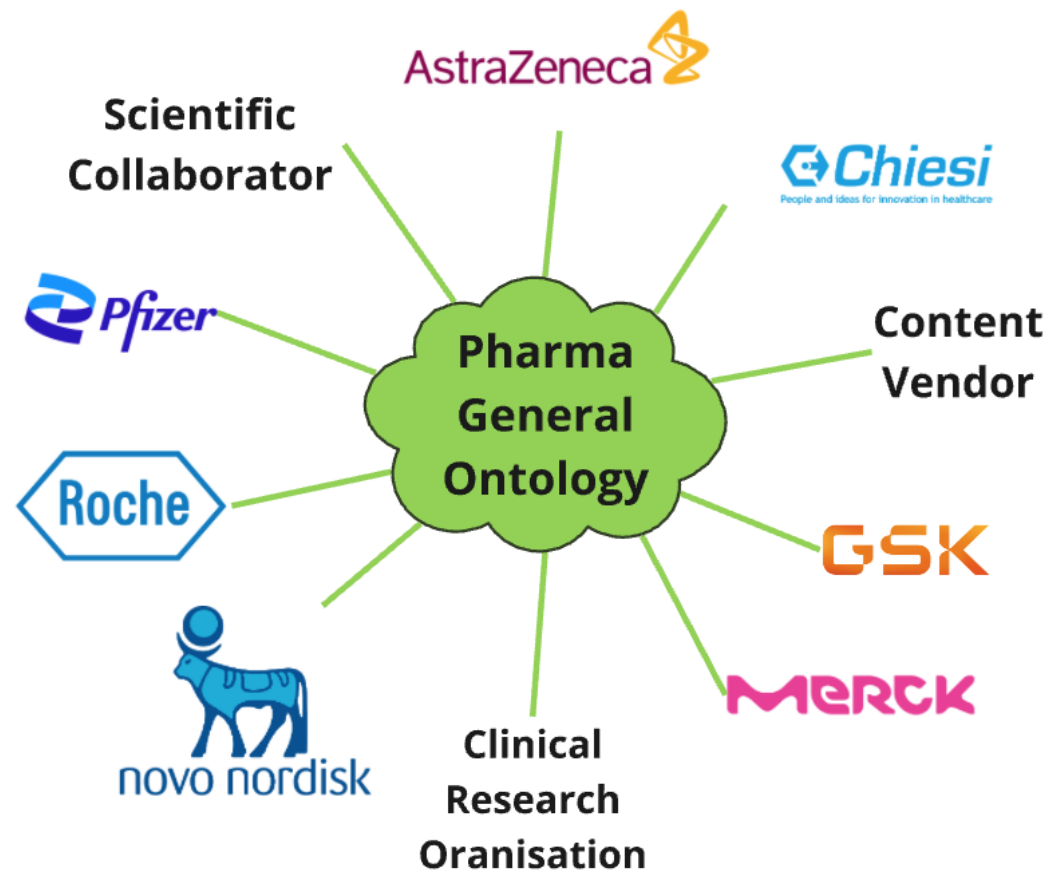 AstraZeneca
Scientific
Collaborator
Chiesi
People and ideas for innovation in healthcare
Pfizer
Content
Vendor
Pharma
General
Ontology
Roche
GSK
MERCK
novo nordisk
Clinical
Research
Oranisation